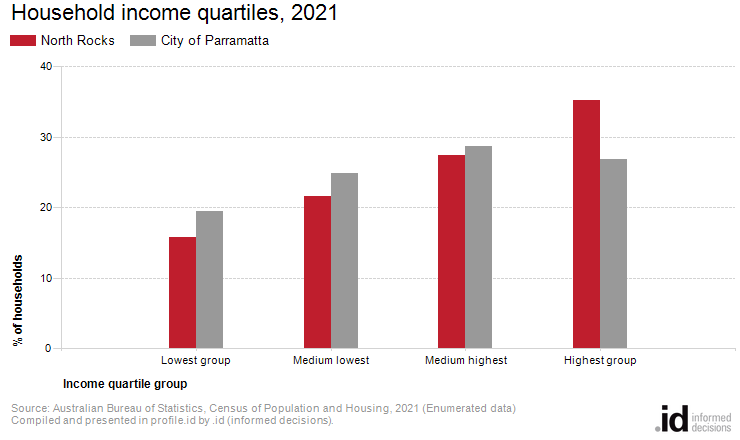 Household income quartiles, 2021
North Rocks
City of Parramatta
40
30
20
10
0
% of households
Lowest group
Medium lowest
Medium highest
Highest group
Income quartile group
Source: Australian Bureau of Statistics, Census of Population and Housing, 2021 (Enumerated data)
Compiled and presented in profile.id by .id (informed decisions).
.id informed
decisions